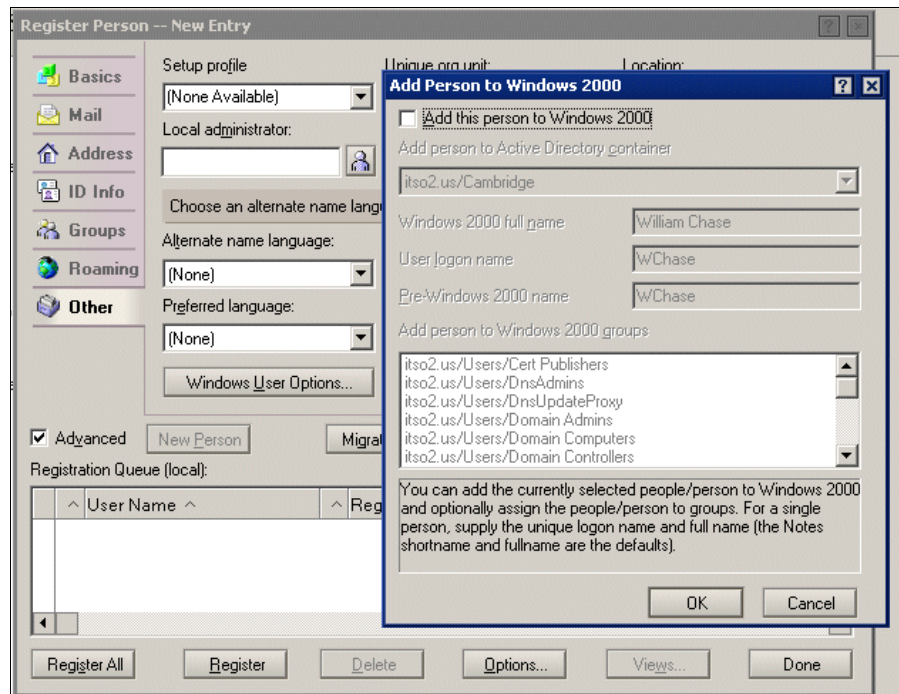 Register Person -- New Entry
Basics
Mail
Address
ID Info
Groups
Roaming
Other
Setup profile
Unique org unit:
Location:
(None Available)
Local administrator:
Choose an alternate name
Alternate name language:
(None)
Preferred language:
(None)
Windows User Options...
Add Person to Windows 2000
Add this person to Windows 2000
Add person to Active Directory container
itso2.us/Cambridge
Windows 2000 full name
William Chase
User logon name
WChase
Pre-Windows 2000 name
WChase
Add person to Windows 2000 groups
itso2.us/Users/Cert Publishers
itso2.us/Users/DnsAdmins
itso2.us/Users/DnsUpdateProxy
itso2.us/Users/Domain Admins
itso2.us/Users/Domain Computers
itso2.us/Users/Domain Controllers
You can add the currently selected people/person to Windows 2000
and optionally assign the people/person to groups. For a single
person, supply the unique logon name and full name (the Notes
shortname and fullname are the defaults).
OK
Cancel
Advanced
New Person
Registration Queue (local):
User Name
Register All
Register
Delete
Options...
Views...
Done